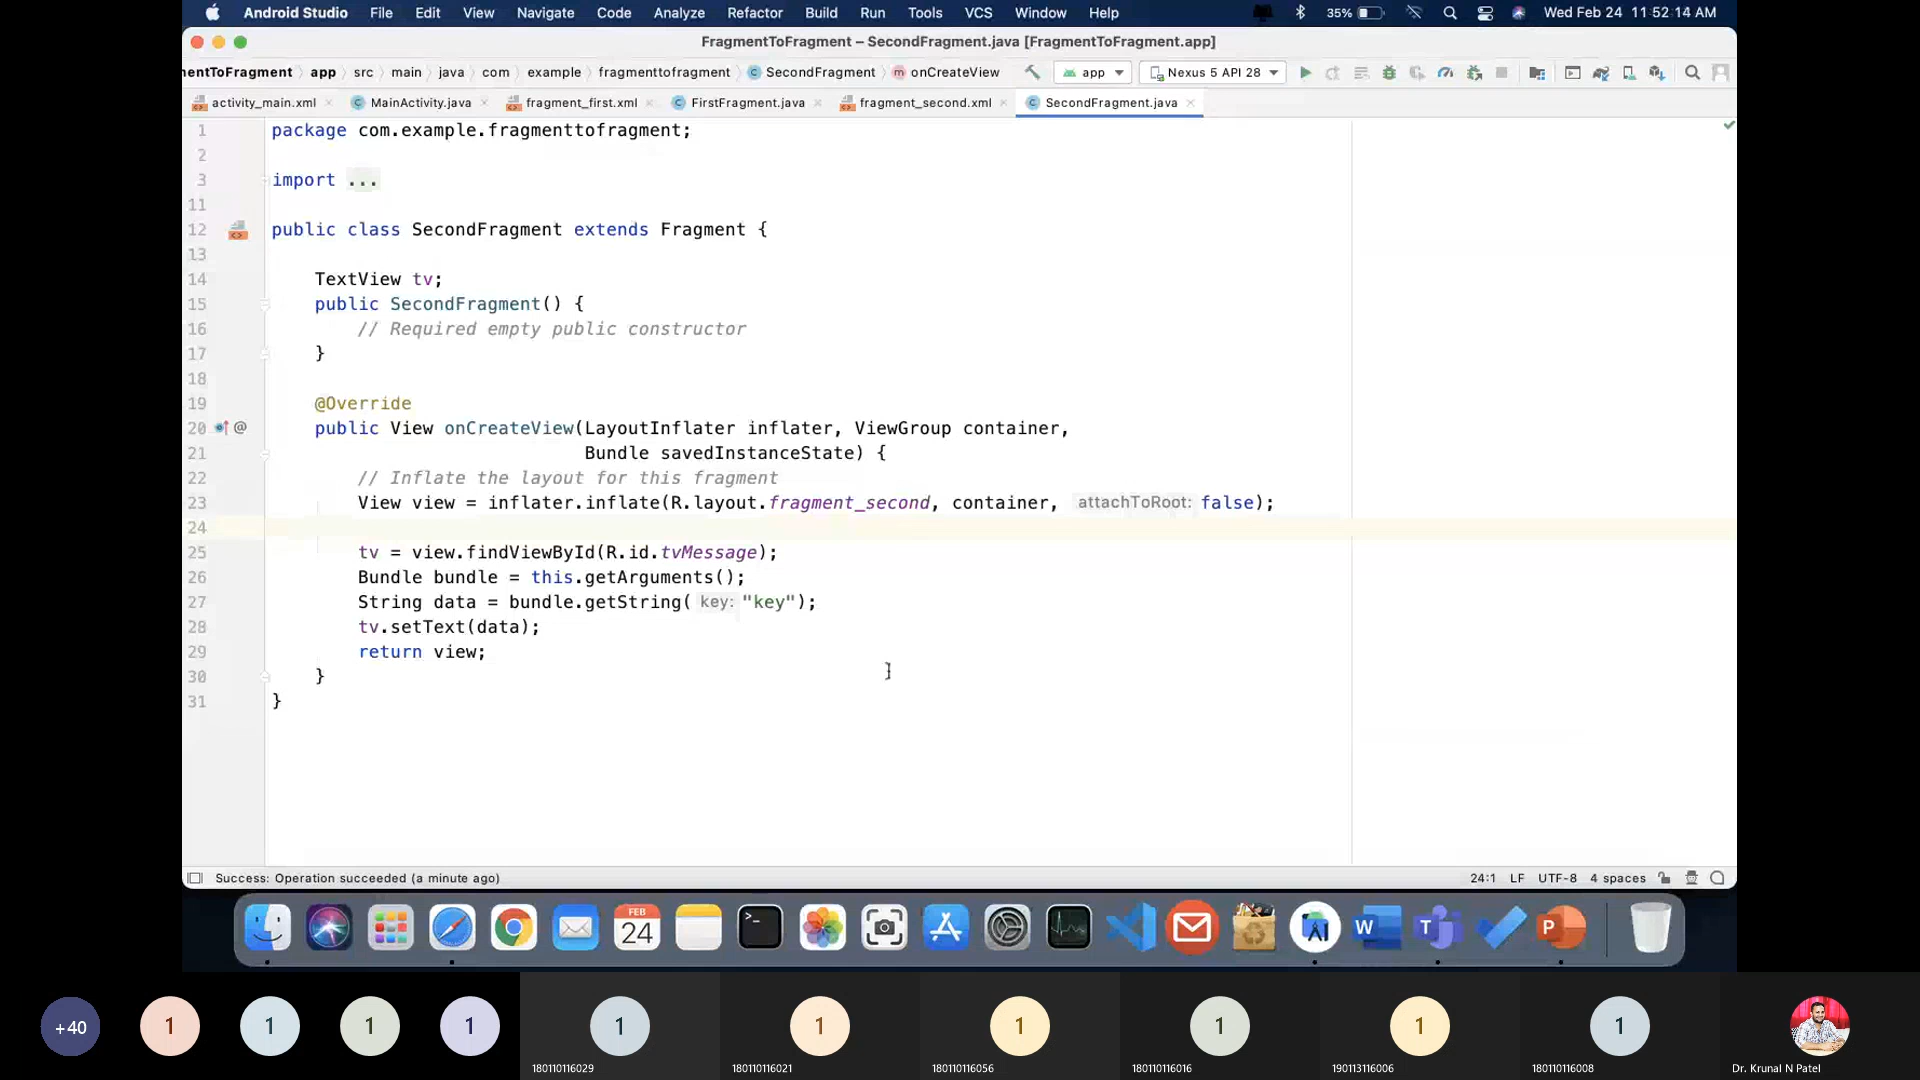 Android Studio File Edit View Navigate Code Analyze Refactor Build Run Tools VCS Window Help 35% Wed Feb 24 11:52:14 AM
FragmentToFragment – SecondFragment.java [FragmentToFragment.app]
nentToFragment app src main java com example fragmenttofragment SecondFragment onCreateView app Nexus 5 API 28
activity_main.xml MainActivity.java fragment_first.xml FirstFragment.java fragment_second.xml SecondFragment.java
1 package com.example.fragmenttofragment;
2
3 import ...
11
12 public class SecondFragment extends Fragment {
13
14 TextView tv;
15 public SecondFragment() {
16 // Required empty public constructor
17 }
18
19 @Override
20 @ public View onCreateView(LayoutInflater inflater, ViewGroup container,
21 Bundle savedInstanceState) {
22 // Inflate the layout for this fragment
23 View view = inflater.inflate(R.layout.fragment_second, container, attachToRoot: false);
24
25 tv = view.findViewById(R.id.tvMessage);
26 Bundle bundle = this.getArguments();
27 String data = bundle.getString( key: "key");
28 tv.setText(data);
29 return view;
30 }
31 }
Success: Operation succeeded (a minute ago) 24:1 LF UTF-8 4 spaces
FEB
24
+40 1 1 1 1 1 1 1 1 1 1
180110116029 180110116021 180110116056 180110116016 190113116006 180110116008 Dr. Krunal N Patel